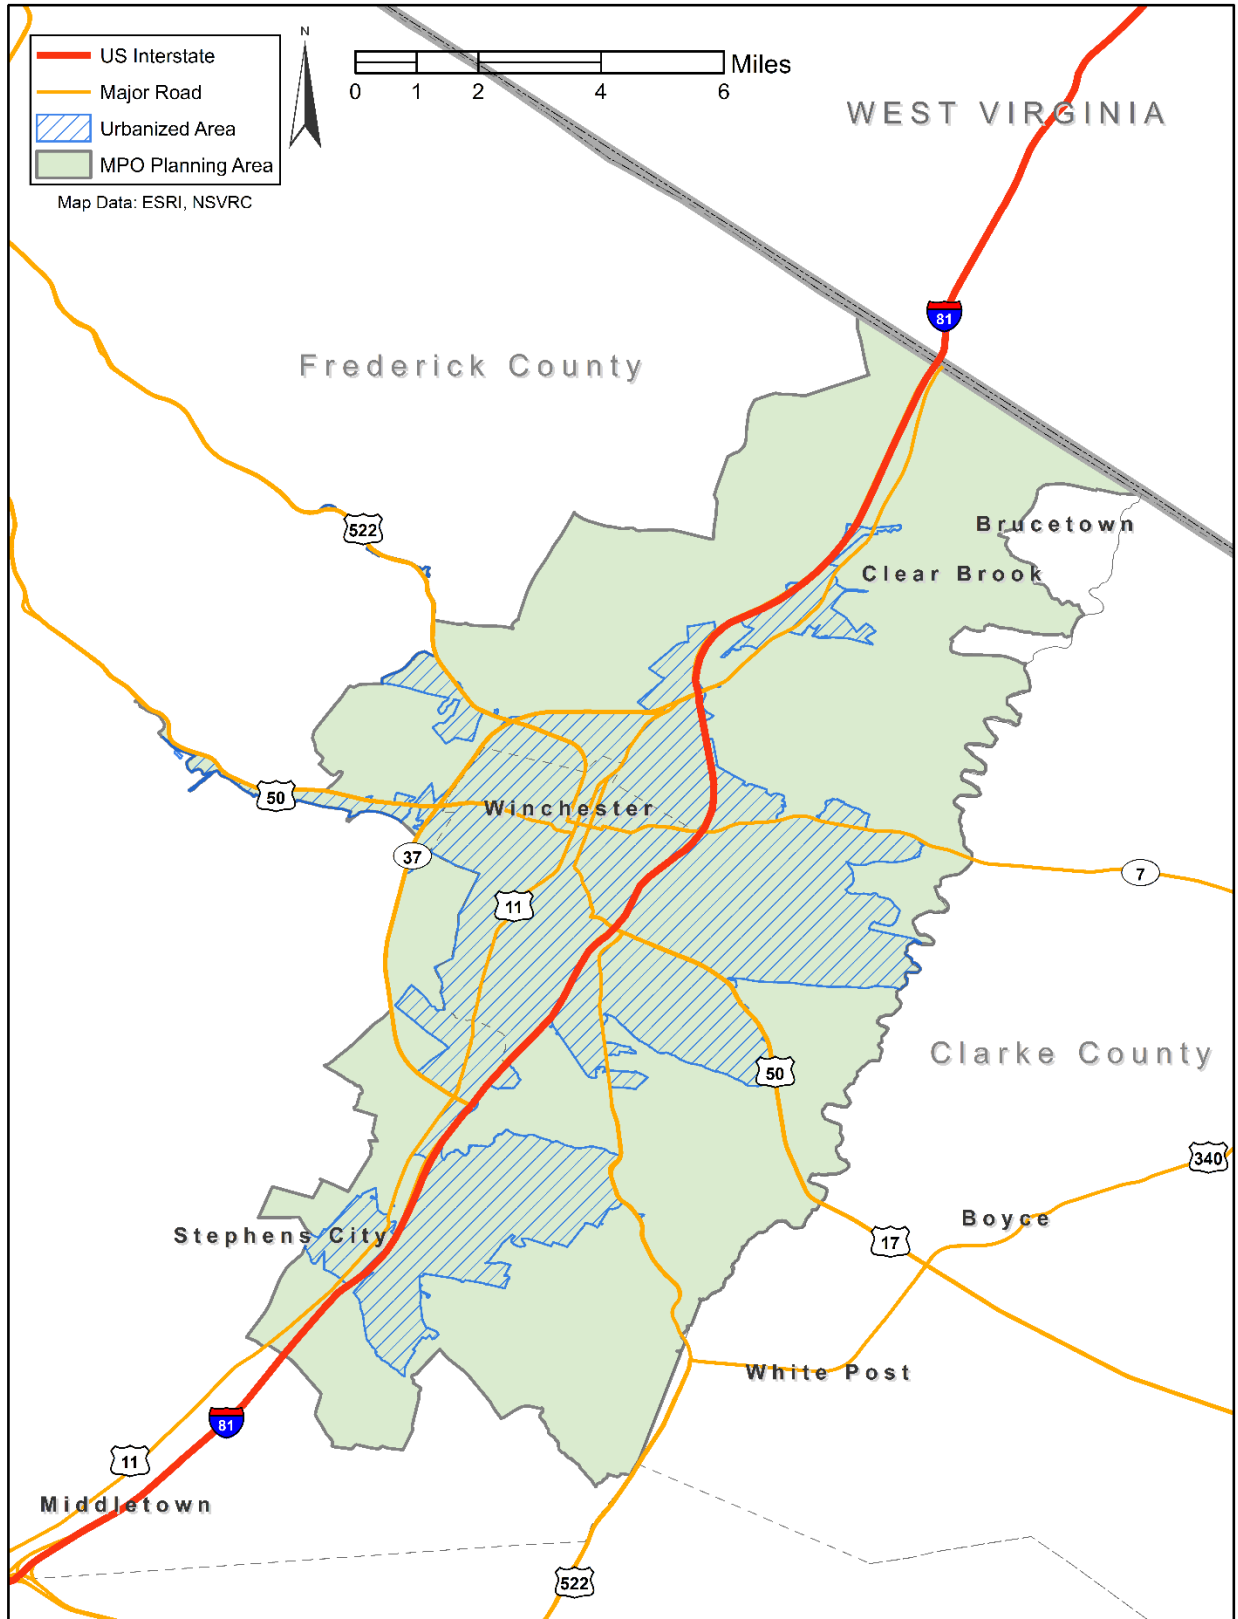 N
US Interstate
Major Road
Urbanized Area
MPO Planning Area
Map Data: ESRI, NSVRC
Miles
0 1 2 4 6
WEST VIRGINIA
81
Frederick County
522
Brucetown
Clear Brook
50
Winchester
37
7
11
Clarke County
50
340
Boyce
Stephens City
17
White Post
81
11
Middletown
522